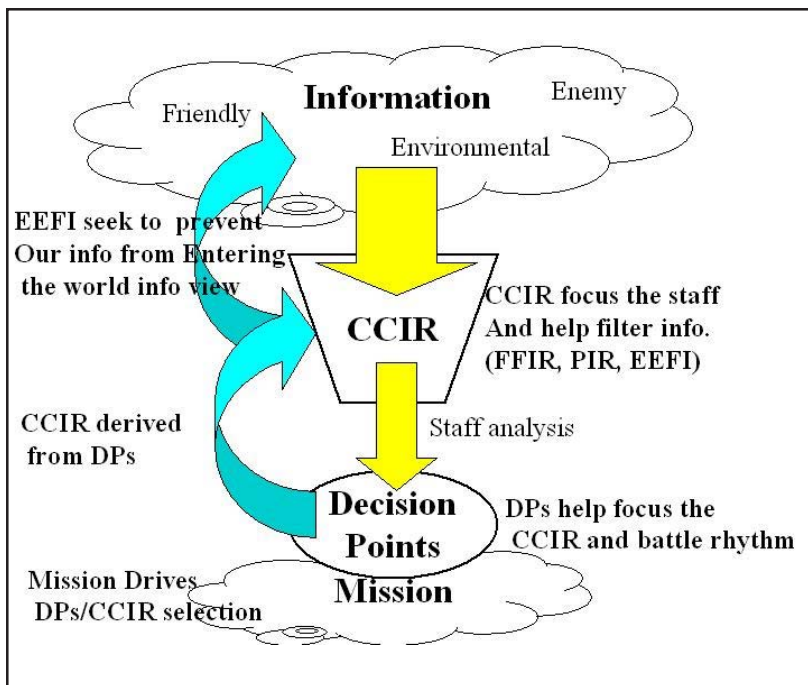 Information
Enemy
Friendly
Environmental
EEFI seek to prevent
Our info from Entering
the world info view
CCIR
CCIR focus the staff
And help filter info.
(FFIR, PIR, EEFI)
CCIR derived
from DPs
Staff analysis
Decision
Points
DPs help focus the
CCIR and battle rhythm
Mission Drives
DPs/CCIR selection
Mission